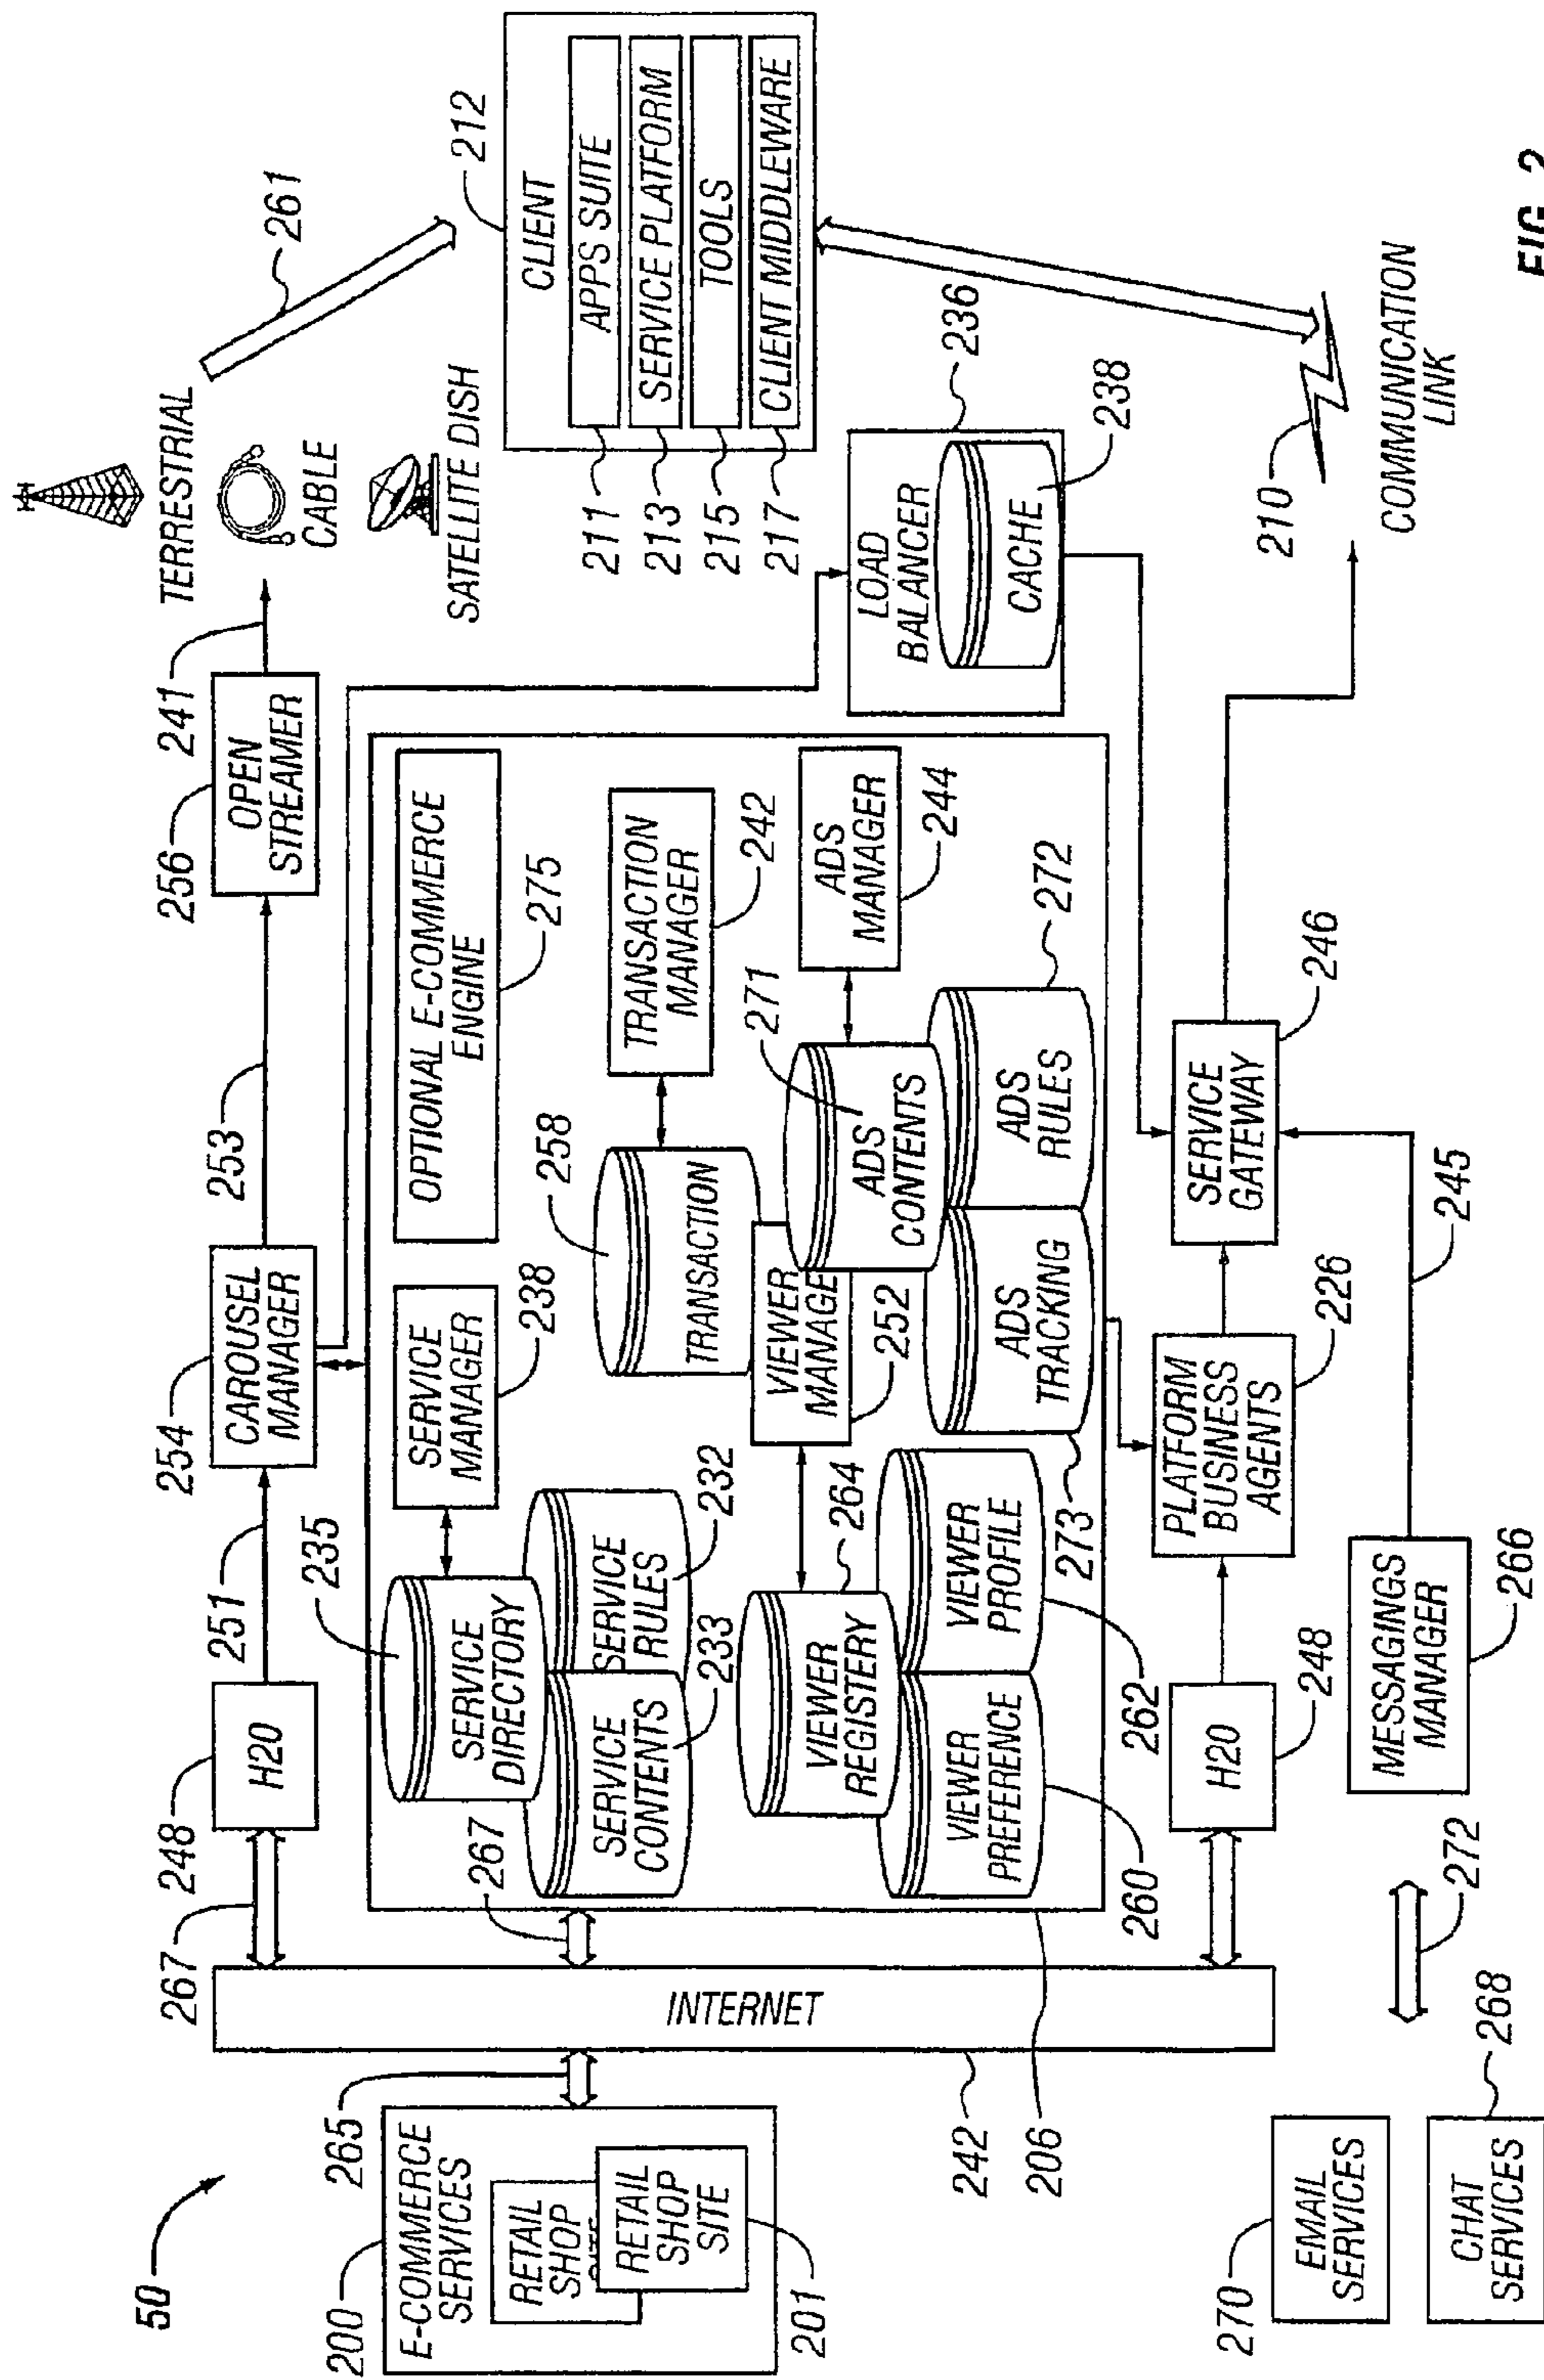 50
200
E-COMMERCE
SERVICES
RETAIL
SHOP
RETAIL
SHOP
SITE
201
265
INTERNET
242
267
248
H20
251
254
CAROUSEL
MANAGER
253
256
OPEN
STREAMER
241
TERRESTRIAL
CABLE
SATELLITE DISH
261
212
CLIENT
APPS SUITE
SERVICE PLATFORM
TOOLS
CLIENT MIDDLEWARE
211
213
215
217
267
206
235
SERVICE
DIRECTORY
SERVICE
CONTENTS
233
SERVICE
RULES
232
SERVICE
MANAGER
238
OPTIONAL E-COMMERCE
ENGINE
275
258
TRANSACTION
TRANSACTION
MANAGER
242
VIEWER
MANAGE
252
264
VIEWER
REGISTRY
VIEWER
PREFERENCE
260
VIEWER
PROFILE
262
271
ADS
CONTENTS
ADS
MANAGER
244
ADS
RULES
272
ADS
TRACKING
273
LOAD
BALANCER
CACHE
236
238
H20
248
PLATFORM
BUSINESS
AGENTS
226
SERVICE
GATEWAY
246
210
COMMUNICATION
LINK
MESSAGINGS
MANAGER
266
245
272
270
EMAIL
SERVICES
CHAT
SERVICES
268
FIG. 2